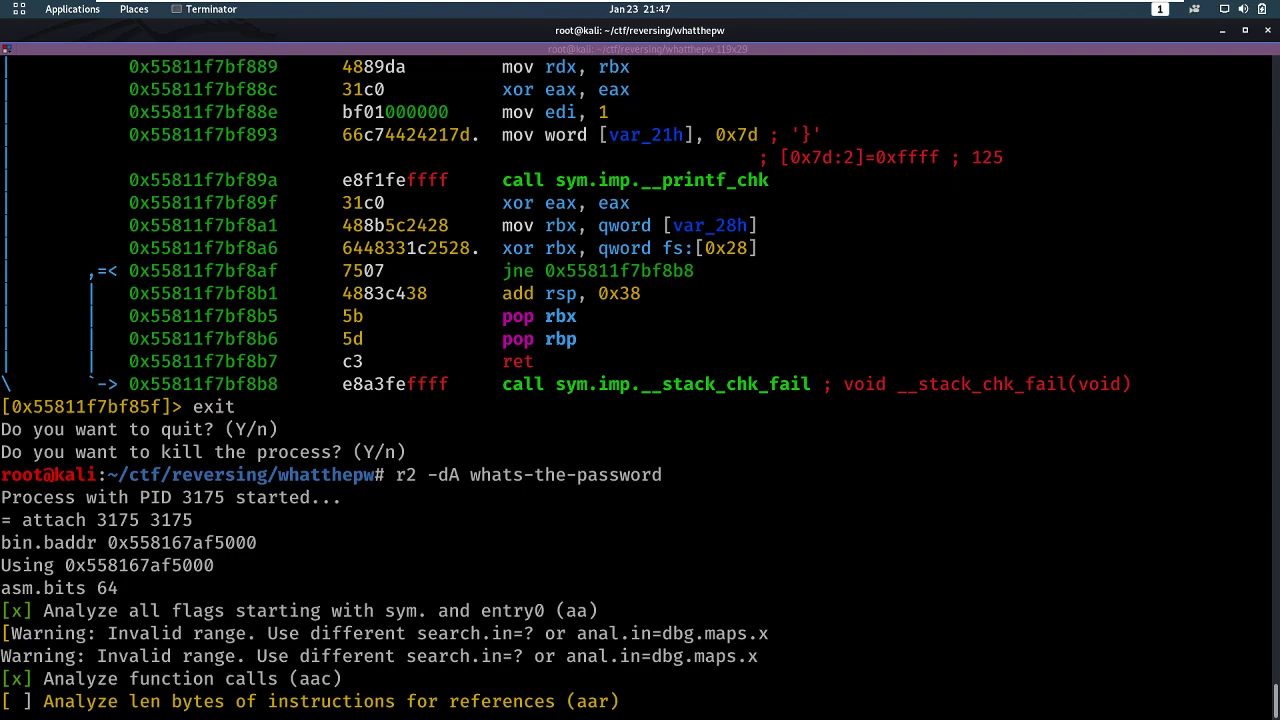 Applications Places Terminator Jan 23 21:47 1
root@kali: ~/ctf/reversing/whatthepw
root@kali: ~/ctf/reversing/whatthepw 119x29
0x55811f7bf889 4889da mov rdx, rbx
0x55811f7bf88c 31c0 xor eax, eax
0x55811f7bf88e bf01000000 mov edi, 1
0x55811f7bf893 66c74424217d. mov word [var_21h], 0x7d ; '}'
; [0x7d:2]=0xffff ; 125
0x55811f7bf89a e8f1feffff call sym.imp.__printf_chk
0x55811f7bf89f 31c0 xor eax, eax
0x55811f7bf8a1 488b5c2428 mov rbx, qword [var_28h]
0x55811f7bf8a6 6448331c2528. xor rbx, qword fs:[0x28]
,=< 0x55811f7bf8af 7507 jne 0x55811f7bf8b8
| 0x55811f7bf8b1 4883c438 add rsp, 0x38
| 0x55811f7bf8b5 5b pop rbx
| 0x55811f7bf8b6 5d pop rbp
| 0x55811f7bf8b7 c3 ret
\ `-> 0x55811f7bf8b8 e8a3feffff call sym.imp.__stack_chk_fail ; void __stack_chk_fail(void)
[0x55811f7bf85f]> exit
Do you want to quit? (Y/n)
Do you want to kill the process? (Y/n)
root@kali:~/ctf/reversing/whatthepw# r2 -dA whats-the-password
Process with PID 3175 started...
= attach 3175 3175
bin.baddr 0x558167af5000
Using 0x558167af5000
asm.bits 64
[x] Analyze all flags starting with sym. and entry0 (aa)
[Warning: Invalid range. Use different search.in=? or anal.in=dbg.maps.x
Warning: Invalid range. Use different search.in=? or anal.in=dbg.maps.x
[x] Analyze function calls (aac)
[ ] Analyze len bytes of instructions for references (aar)